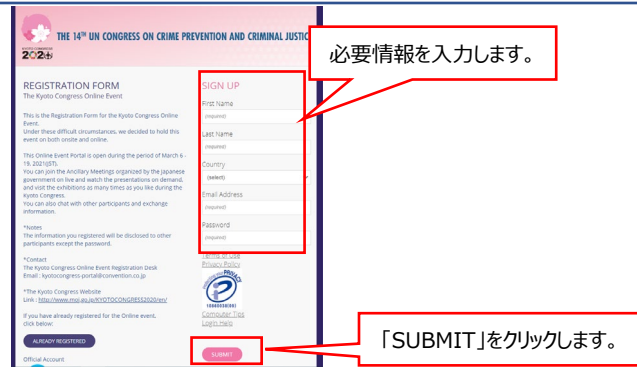 THE 14TH UN CONGRESS ON CRIME PREVENTION AND CRIMINAL JUSTIC
KYOTO CONGRESS
2020
必要情報を入力します。
REGISTRATION FORM
The Kyoto Congress Online Event
This is the Registration Form for the Kyoto Congress Online
Event.
Under these difficult circumstances, we decided to hold this
event on both onsite and online.
This Online Event Portal is open during the period of March 6 -
19, 2021(JST).
You can join the Ancillary Meetings organized by the Japanese
government on live and watch the presentations on demand,
and visit the exhibitions as many times as you like during the
Kyoto Congress.
You can also chat with other participants and exchange
information.
*Notes
The information you registered will be disclosed to other
participants except the password.
*Contact
The Kyoto Congress Online Event Registration Desk
Email : kyotocongress-portal@convention.co.jp
*The Kyoto Congress Website
Link : http://www.moj.go.jp/KYOTOCONGRESS2020/en/
If you have already registered for the Online event,
click below:
ALREADY REGISTERED
Official Account
SIGN UP
First Name
(required)
Last Name
(required)
Country
(select)
Email Address
(required)
Password
(required)
Terms of Use
Privacy Policy
PRIVACY
Computer Tips
Login Help
SUBMIT
「SUBMIT」をクリックします。